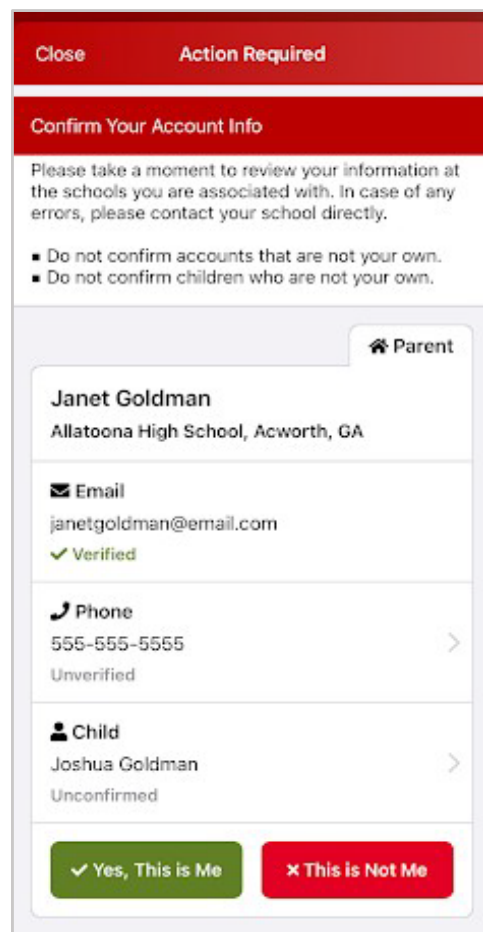 Close Action Required
Confirm Your Account Info
Please take a moment to review your information at
the schools you are associated with. In case of any
errors, please contact your school directly.
▪ Do not confirm accounts that are not your own.
▪ Do not confirm children who are not your own.
Parent
Janet Goldman
Allatoona High School, Acworth, GA
Email
janetgoldman@email.com
✓ Verified
Phone
555-555-5555
Unverified
Child
Joshua Goldman
Unconfirmed
✓ Yes, This is Me × This is Not Me